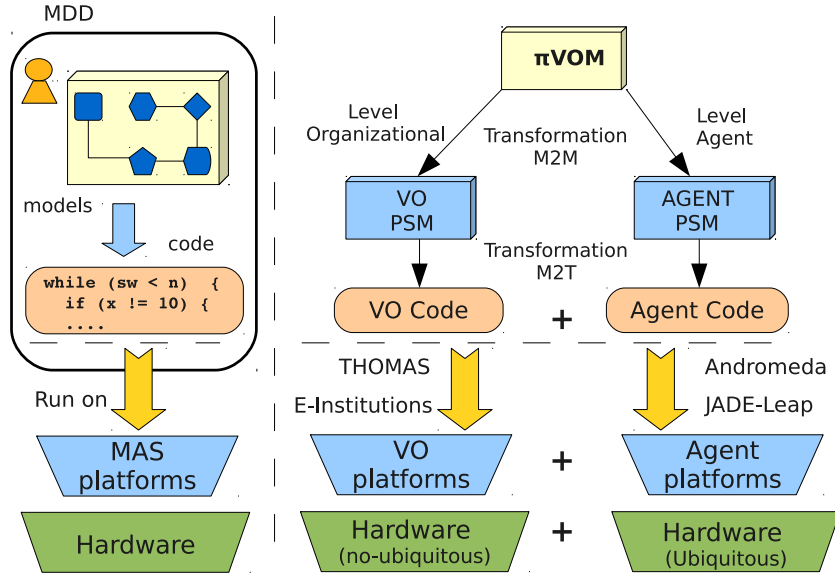 MDD
models
code
while (sw < n)  {
if (x != 10) {
....
Run on
MAS
platforms
Hardware
πVOM
Level
Organizational
Transformation
M2M
Level
Agent
VO
PSM
AGENT
PSM
Transformation
M2T
VO Code
+
Agent Code
THOMAS
E-Institutions
Andromeda
JADE-Leap
VO
platforms
+
Agent
platforms
Hardware
(no-ubiquitous)
+
Hardware
(Ubiquitous)